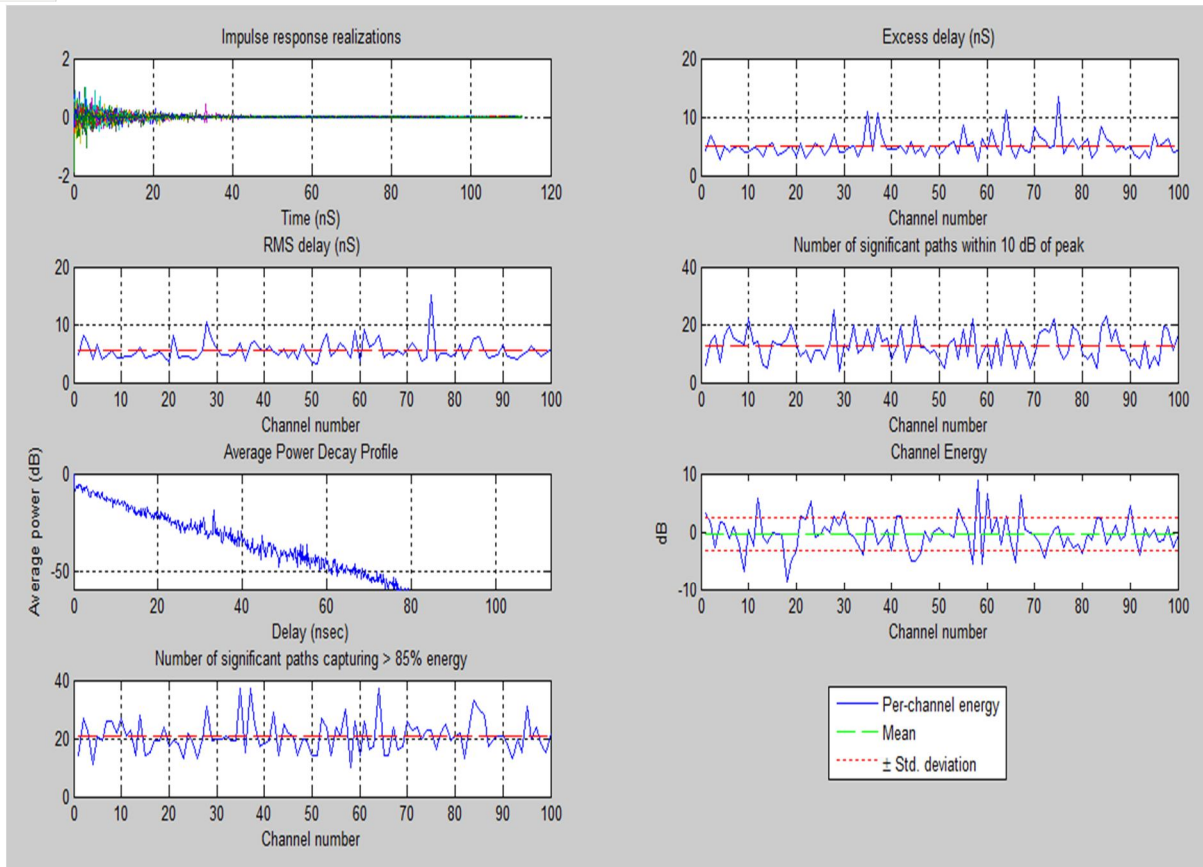 Impulse response realizations
2
0
-2
0 20 40 60 80 100 120
Time (nS)
Excess delay (nS)
20
10
0
0 10 20 30 40 50 60 70 80 90 100
Channel number
RMS delay (nS)
20
10
0
0 10 20 30 40 50 60 70 80 90 100
Channel number
Number of significant paths within 10 dB of peak
40
20
0
0 10 20 30 40 50 60 70 80 90 100
Channel number
Average Power Decay Profile
Average power (dB)
0
-50
0 20 40 60 80 100
Delay (nsec)
Channel Energy
dB
10
0
-10
0 10 20 30 40 50 60 70 80 90 100
Channel number
Number of significant paths capturing > 85% energy
40
20
0
0 10 20 30 40 50 60 70 80 90 100
Channel number
Per-channel energy
Mean
± Std. deviation